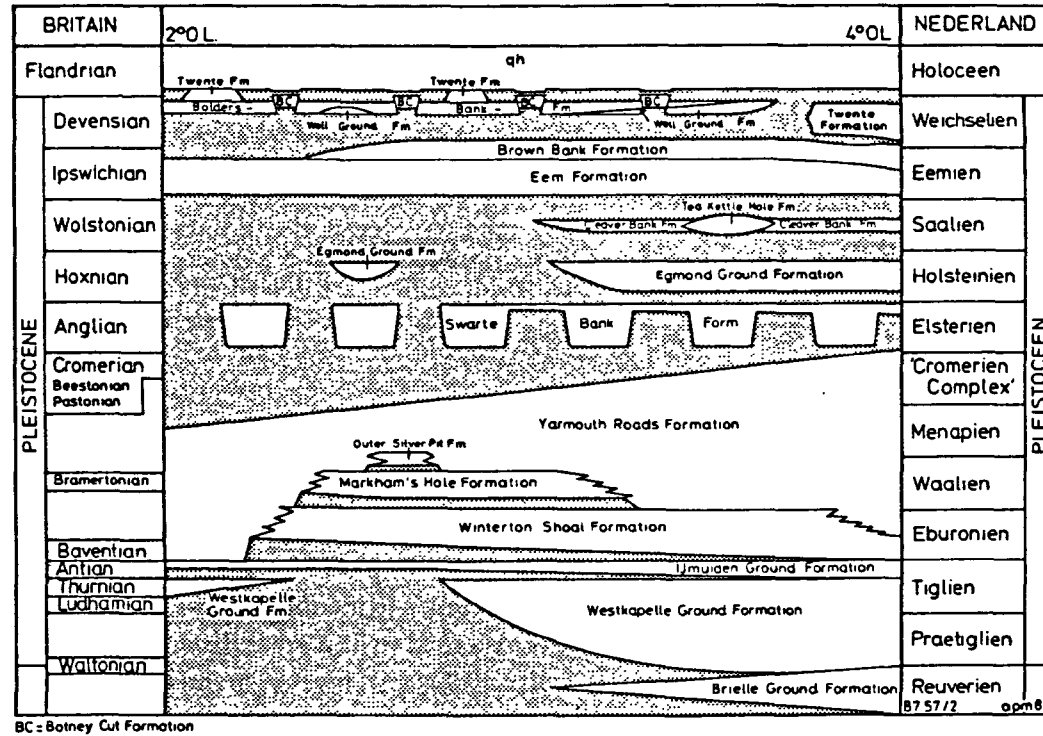 BRITAIN
2°O L.
4°OL
NEDERLAND
Flandrian
qh
Holoceen
Twente Fm
Twente Fm
BC
BC
BC
BC
Bolders -
Bank -
Fm
Devensian
Well Ground Fm
Well Ground Fm
Twente
Formation
Weichselien
Brown Bank Formation
Ipswichian
Eem Formation
Eemien
Wolstonian
Tea Kettle Hole Fm
Cleaver Bank Fm
Cleaver Bank Fm
Saalien
Hoxnian
Egmond Ground Fm
Egmond Ground Formation
Holsteinien
Anglian
Swarte
Bank
Form
Elsterien
Cromerian
Beestonian
Pastonian
'Cromerien
Complex'
PLEISTOCENE
PLEISTOCENE
Yarmouth Roads Formation
Menapien
Outer Silver Pit Fm
Bramertonian
Markham's Hole Formation
Waalien
Winterton Shoal Formation
Eburonien
Baventian
Antian
IJmuiden Ground Formation
Thurnian
Ludhamian
Westkapelle
Ground Fm.
Westkapelle Ground Formation
Tiglien
Praetiglien
Waltonian
Brielle Ground Formation
Reuverien
87 57/2
apm8
BC = Botney Cut Formation